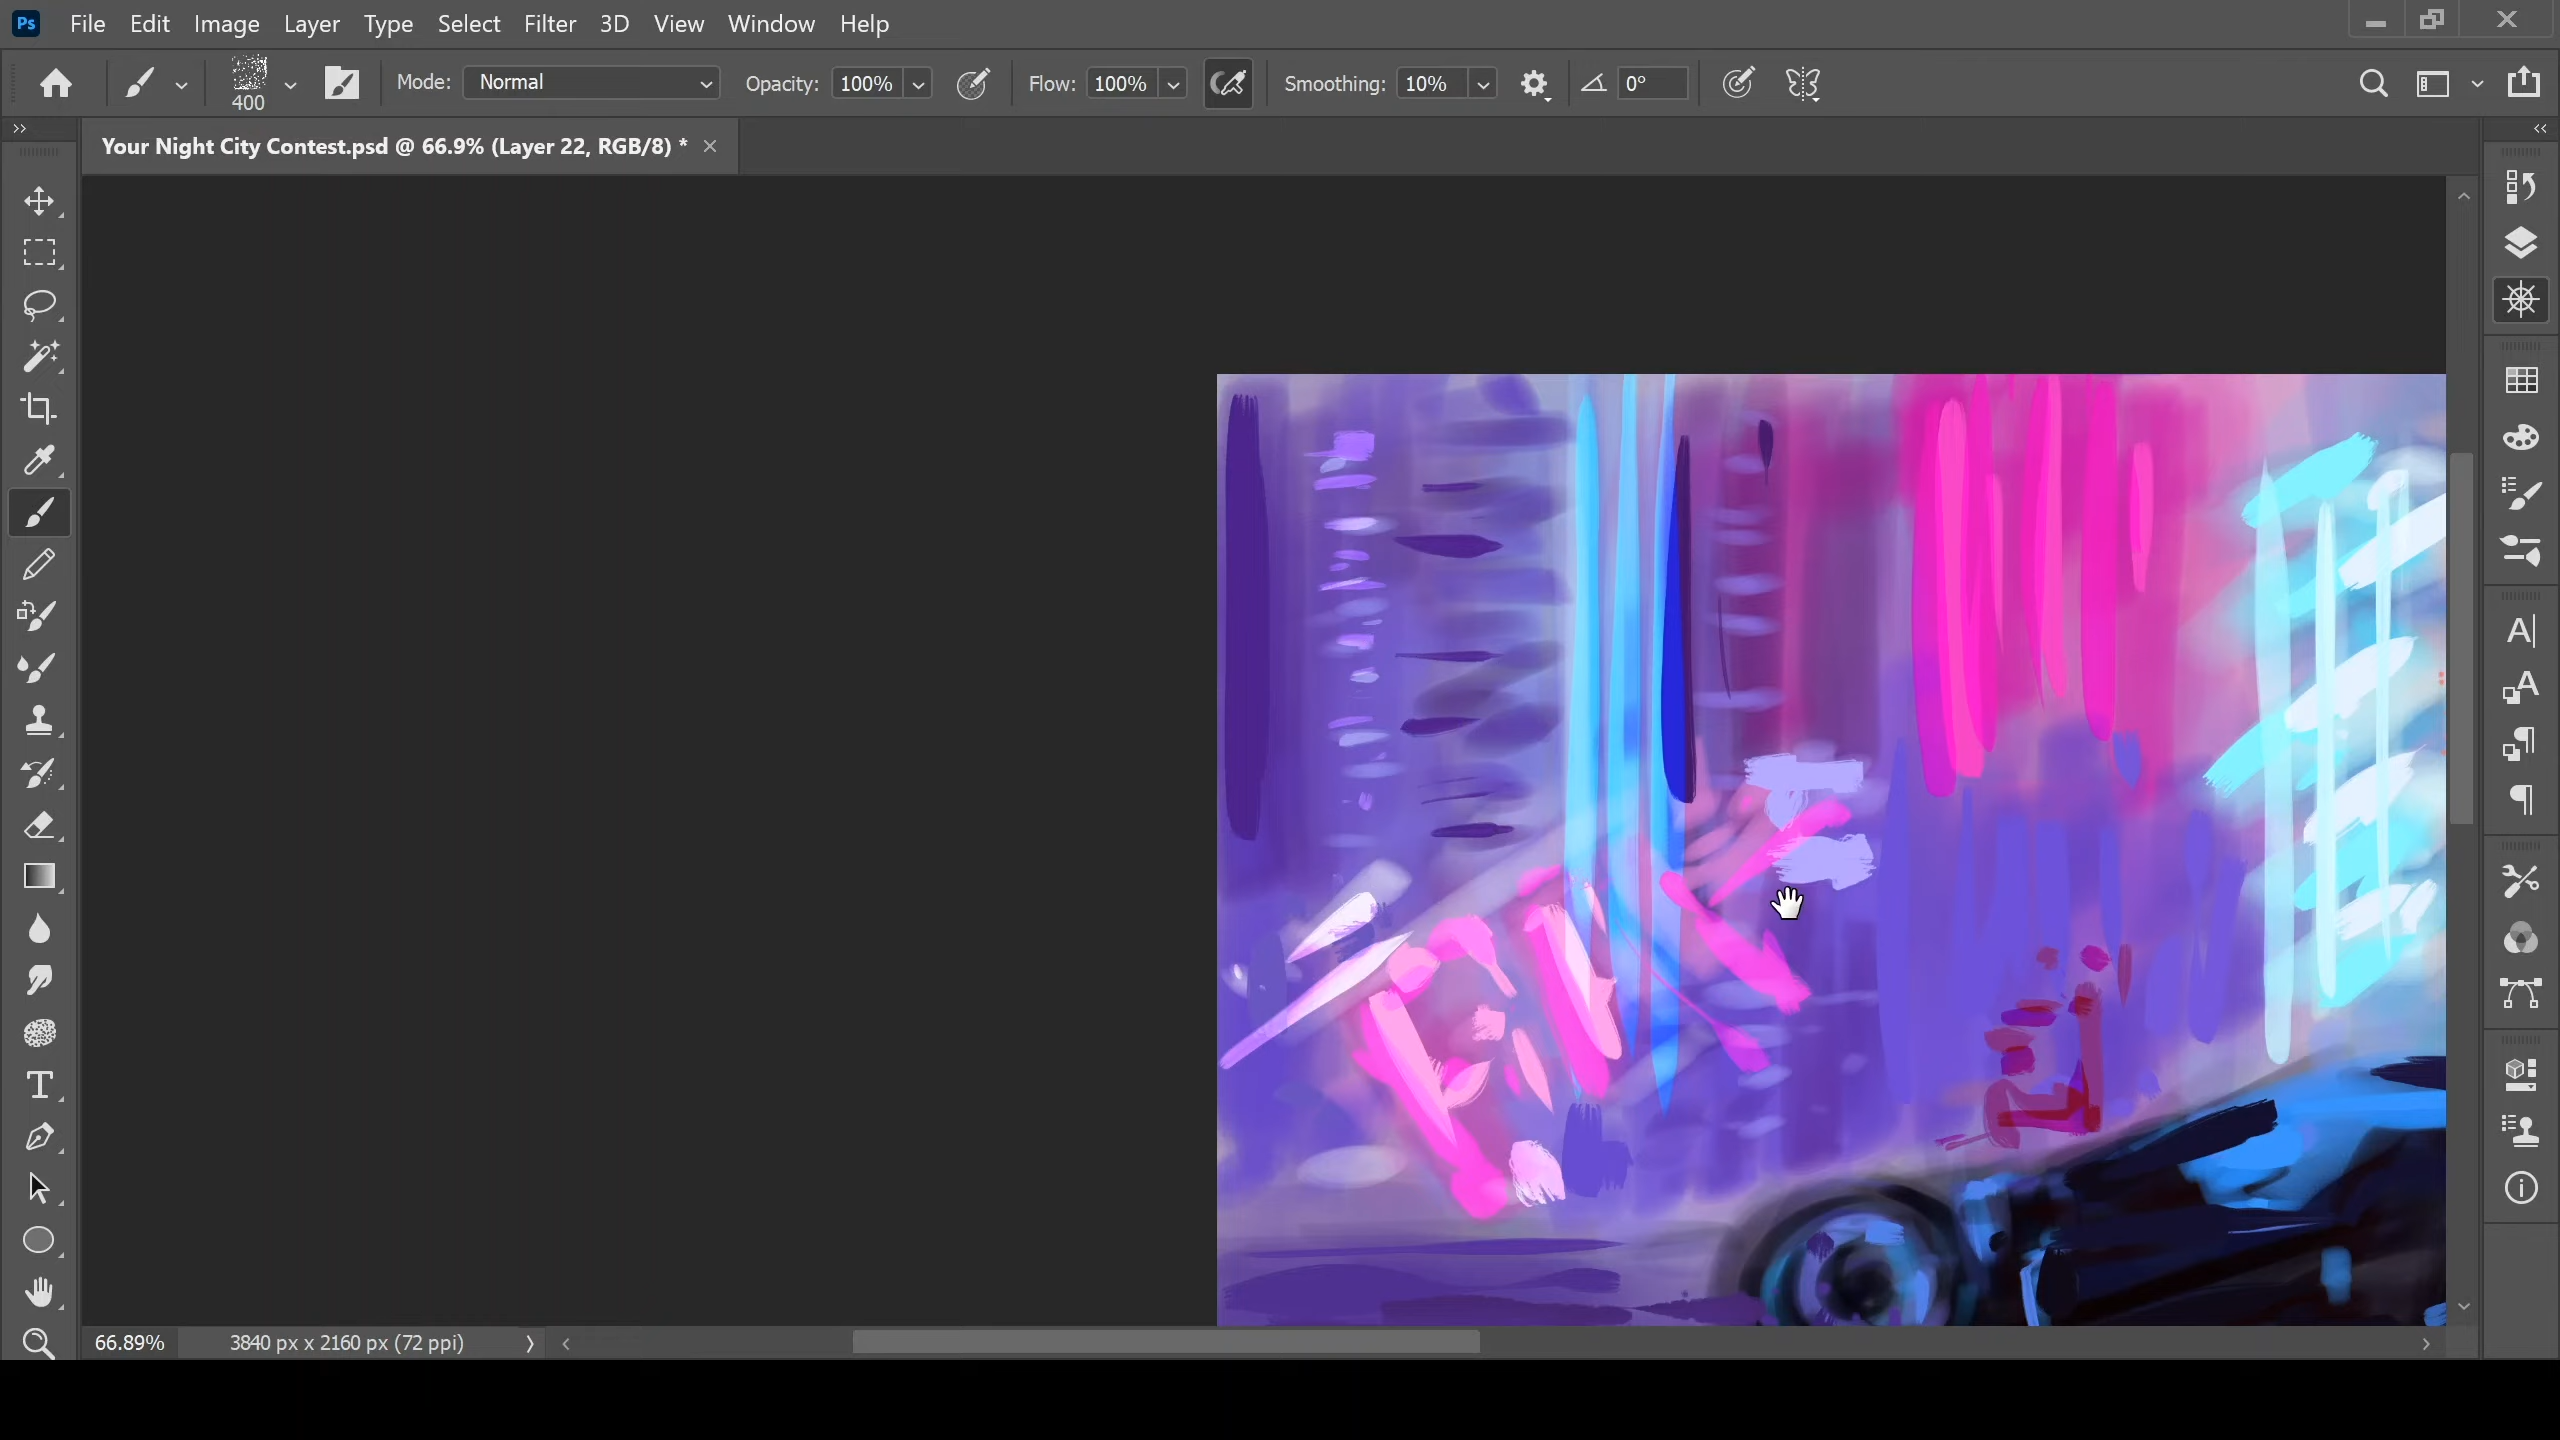 Ps File Edit Image Layer Type Select Filter 3D View Window Help
400 Mode: Normal Opacity: 100% Flow: 100% Smoothing: 10% 0°
Your Night City Contest.psd @ 66.9% (Layer 22, RGB/8) *
66.89% 3840 px x 2160 px (72 ppi)